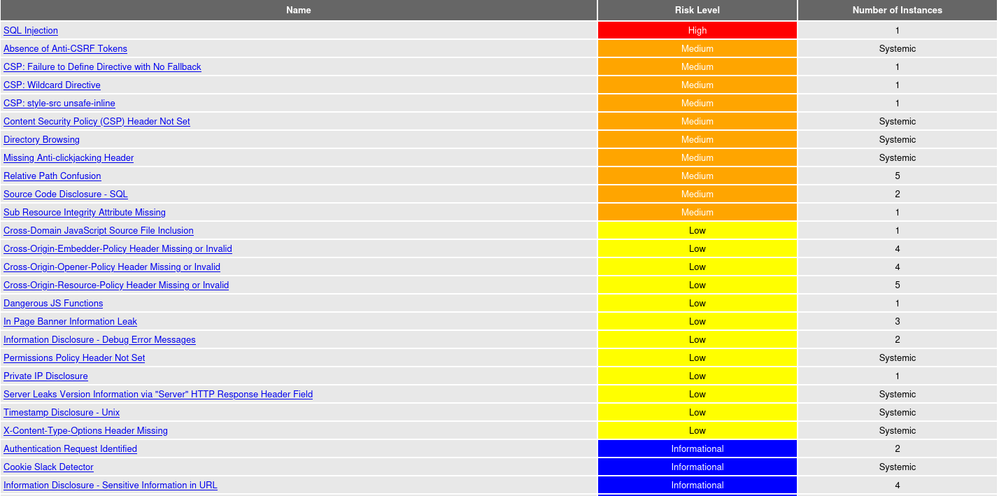 Name Risk Level Number of Instances
SQL Injection High 1
Absence of Anti-CSRF Tokens Medium Systemic
CSP: Failure to Define Directive with No Fallback Medium 1
CSP: Wildcard Directive Medium 1
CSP: style-src unsafe-inline Medium 1
Content Security Policy (CSP) Header Not Set Medium Systemic
Directory Browsing Medium Systemic
Missing Anti-clickjacking Header Medium Systemic
Relative Path Confusion Medium 5
Source Code Disclosure - SQL Medium 2
Sub Resource Integrity Attribute Missing Medium 1
Cross-Domain JavaScript Source File Inclusion Low 1
Cross-Origin-Embedder-Policy Header Missing or Invalid Low 4
Cross-Origin-Opener-Policy Header Missing or Invalid Low 4
Cross-Origin-Resource-Policy Header Missing or Invalid Low 5
Dangerous JS Functions Low 1
In Page Banner Information Leak Low 3
Information Disclosure - Debug Error Messages Low 2
Permissions Policy Header Not Set Low Systemic
Private IP Disclosure Low 1
Server Leaks Version Information via "Server" HTTP Response Header Field Low Systemic
Timestamp Disclosure - Unix Low Systemic
X-Content-Type-Options Header Missing Low Systemic
Authentication Request Identified Informational 2
Cookie Slack Detector Informational Systemic
Information Disclosure - Sensitive Information in URL Informational 4